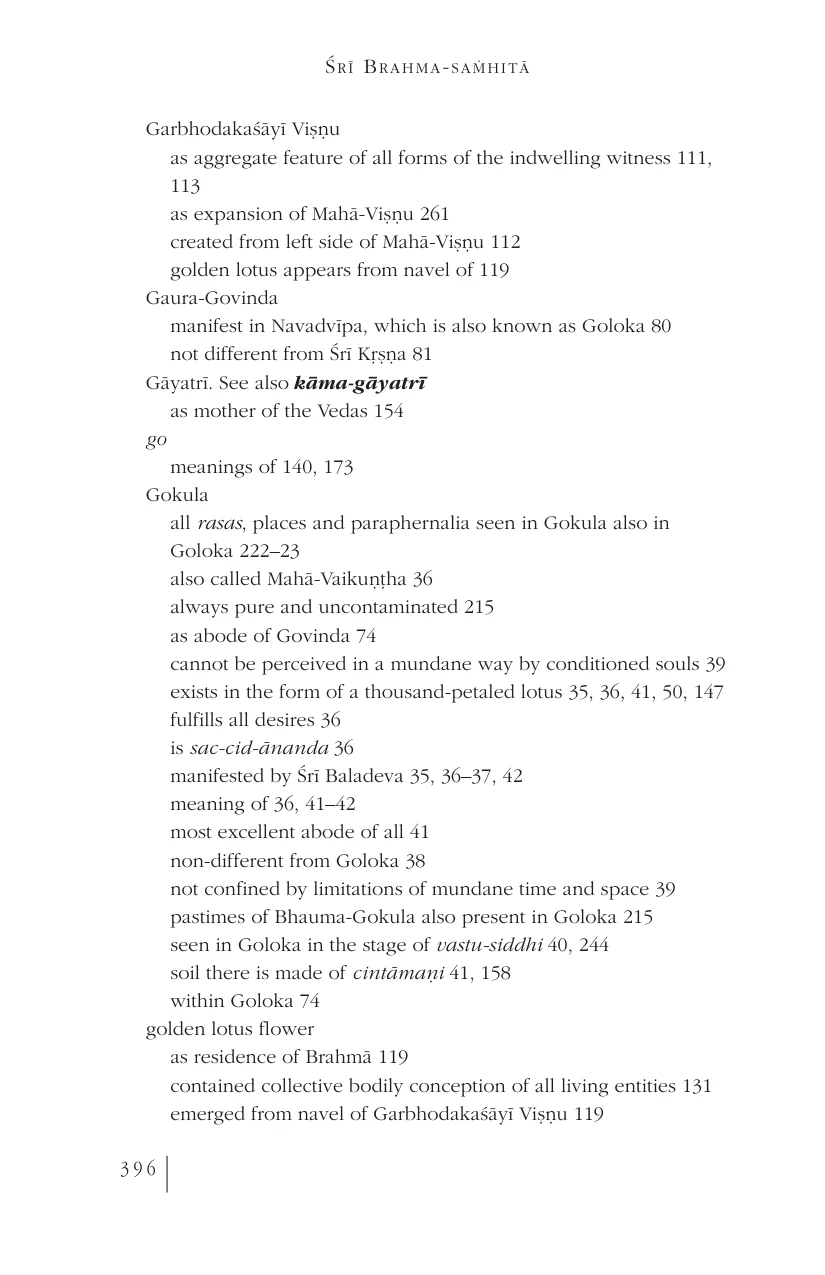 ŚRĪ BRAHMA-SAṀHITĀ
Garbhodakaśāyī Viṣṇu
as aggregate feature of all forms of the indwelling witness 111,
113
as expansion of Mahā-Viṣṇu 261
created from left side of Mahā-Viṣṇu 112
golden lotus appears from navel of 119
Gaura-Govinda
manifest in Navadvīpa, which is also known as Goloka 80
not different from Śrī Kṛṣṇa 81
Gāyatrī. See also kāma-gāyatrī
as mother of the Vedas 154
go
meanings of 140, 173
Gokula
all rasas, places and paraphernalia seen in Gokula also in
Goloka 222–23
also called Mahā-Vaikuṇṭha 36
always pure and uncontaminated 215
as abode of Govinda 74
cannot be perceived in a mundane way by conditioned souls 39
exists in the form of a thousand-petaled lotus 35, 36, 41, 50, 147
fulfills all desires 36
is sac-cid-ānanda 36
manifested by Śrī Baladeva 35, 36–37, 42
meaning of 36, 41–42
most excellent abode of all 41
non-different from Goloka 38
not confined by limitations of mundane time and space 39
pastimes of Bhauma-Gokula also present in Goloka 215
seen in Goloka in the stage of vastu-siddhi 40, 244
soil there is made of cintāmaṇi 41, 158
within Goloka 74
golden lotus flower
as residence of Brahmā 119
contained collective bodily conception of all living entities 131
emerged from navel of Garbhodakaśāyī Viṣṇu 119
396